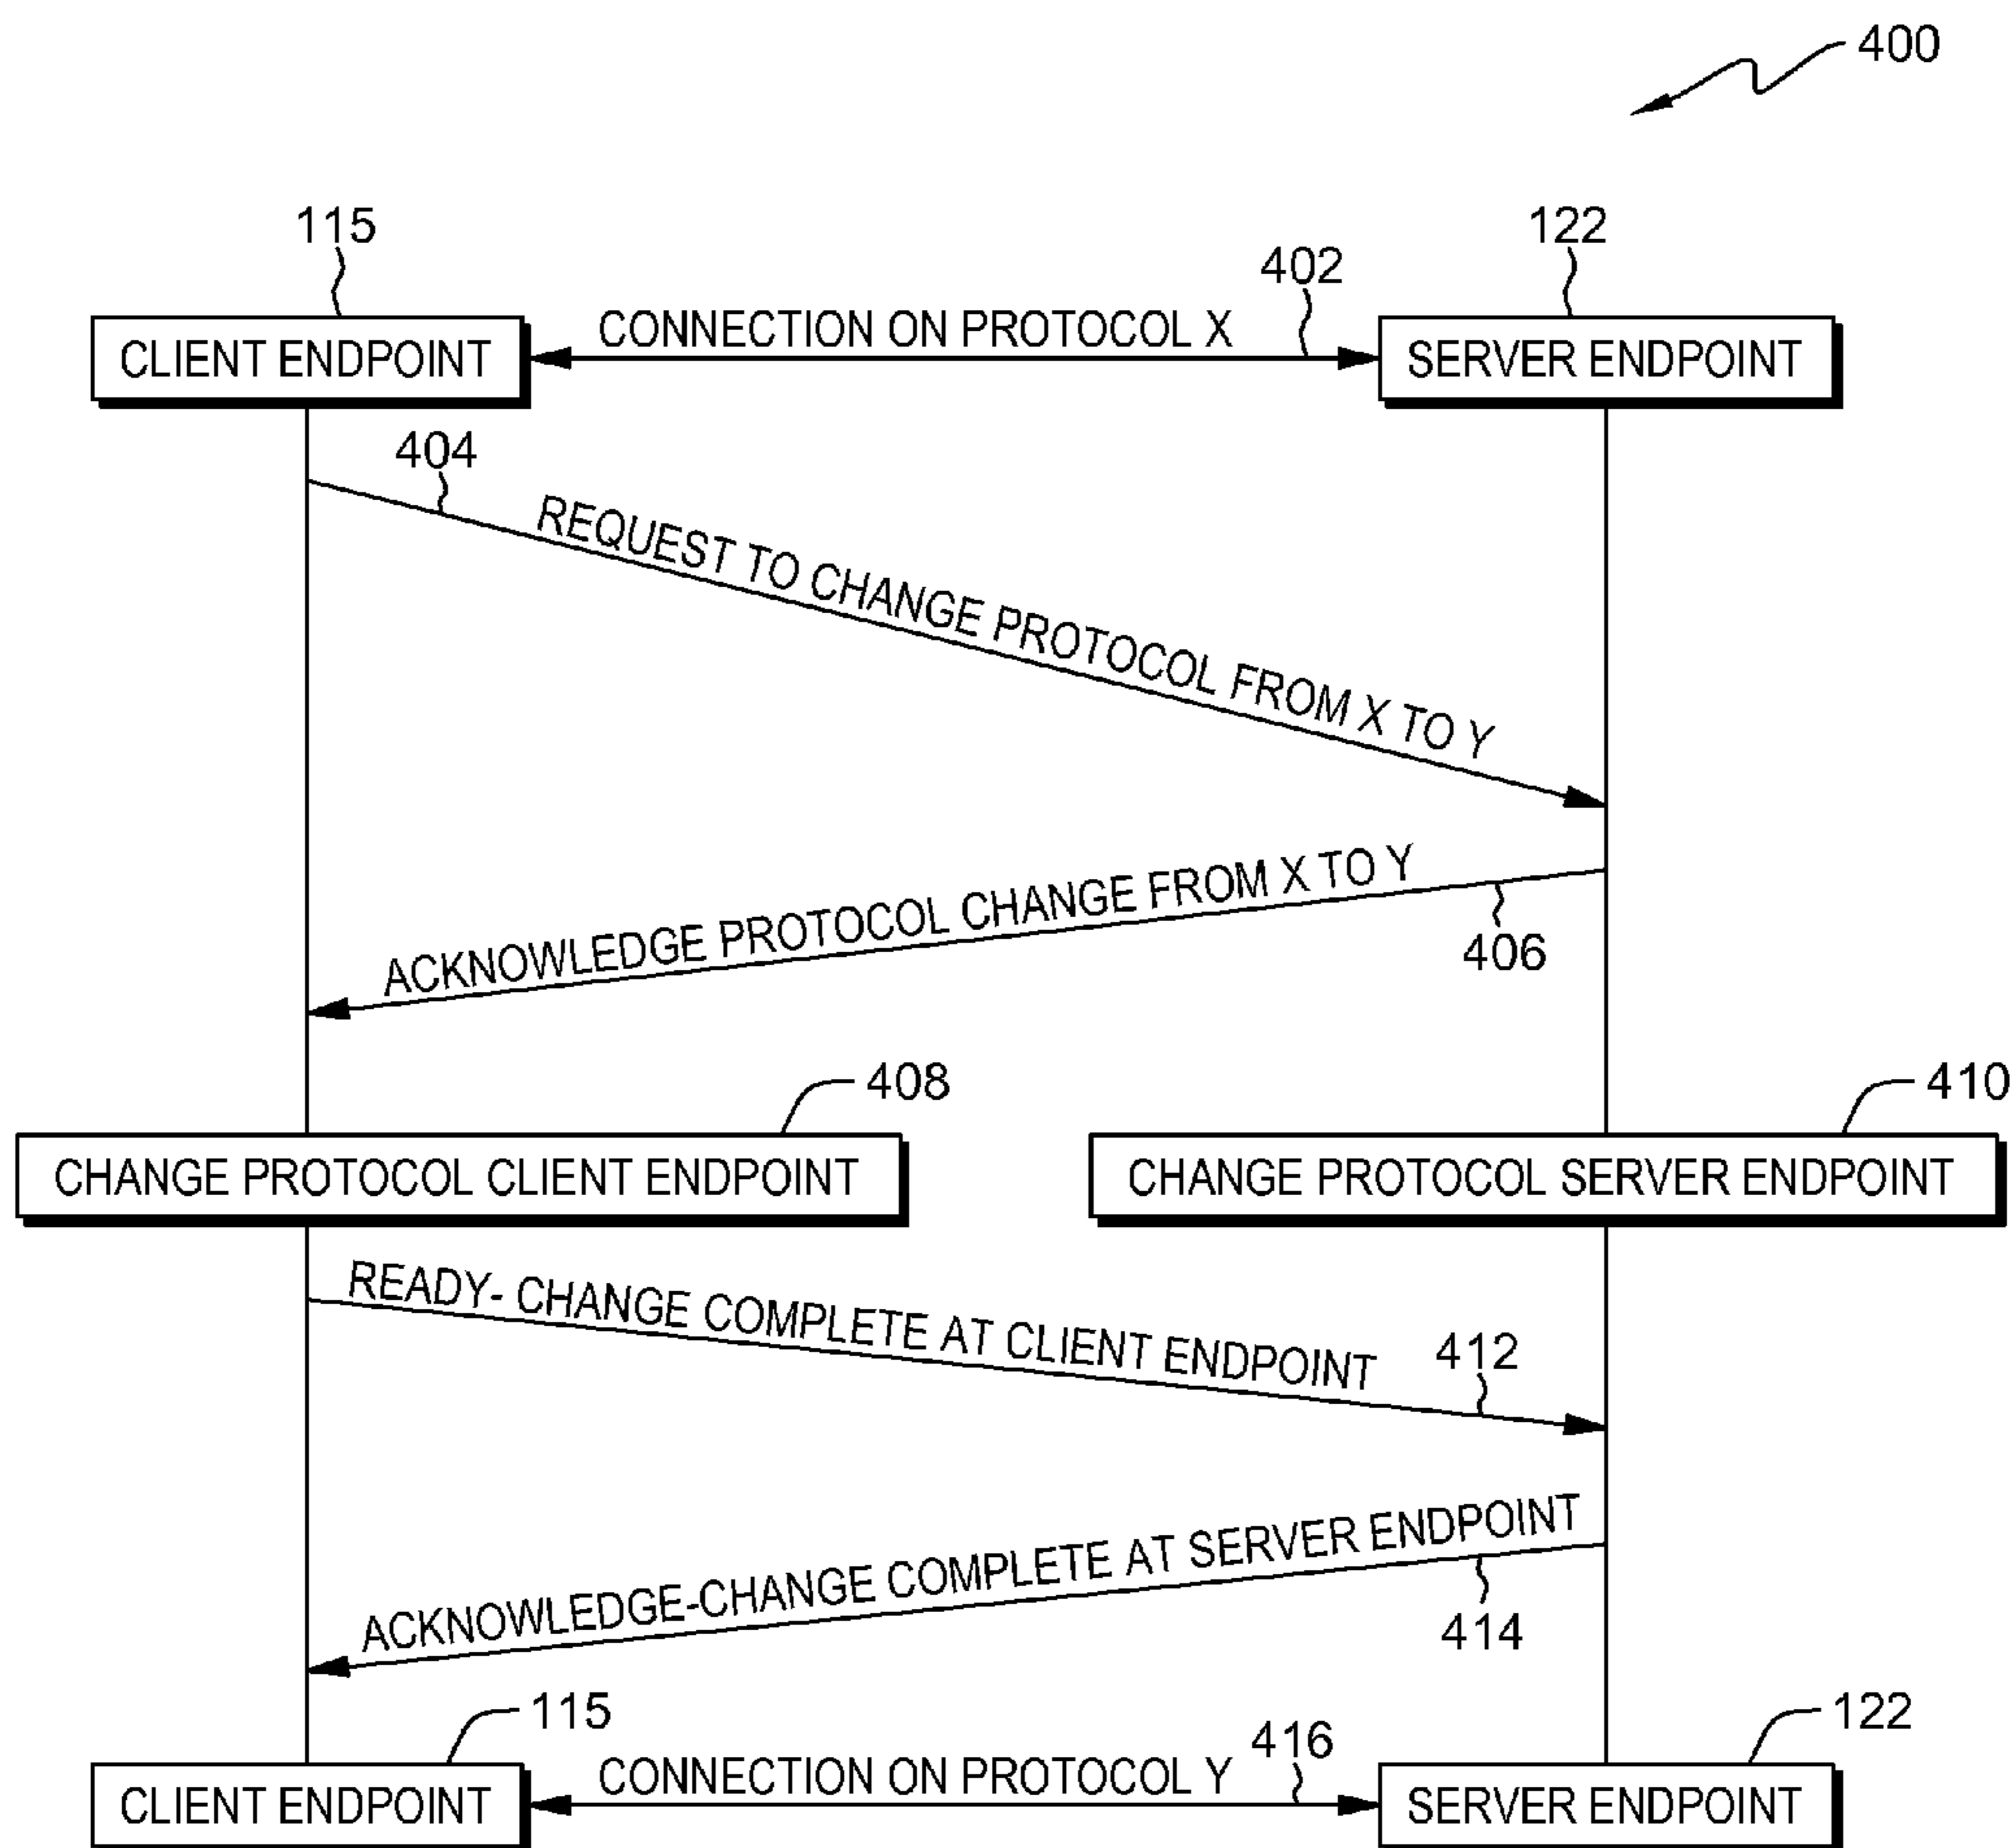 400
115
122
402
CONNECTION ON PROTOCOL X
CLIENT ENDPOINT
SERVER ENDPOINT
404
REQUEST TO CHANGE PROTOCOL FROM X TO Y
ACKNOWLEDGE PROTOCOL CHANGE FROM X TO Y
406
408
410
CHANGE PROTOCOL CLIENT ENDPOINT
CHANGE PROTOCOL SERVER ENDPOINT
READY- CHANGE COMPLETE AT CLIENT ENDPOINT
412
ACKNOWLEDGE-CHANGE COMPLETE AT SERVER ENDPOINT
414
115
122
416
CONNECTION ON PROTOCOL Y
CLIENT ENDPOINT
SERVER ENDPOINT